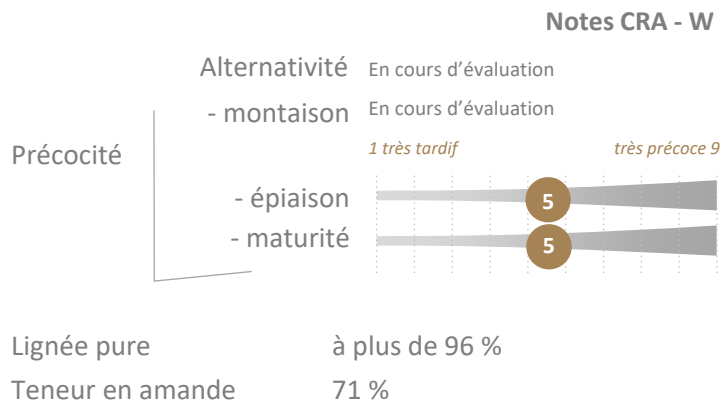 Notes CRA - W
Alternativité En cours d’évaluation
- montaison En cours d’évaluation
Précocité
1 très tardif très précoce 9
- épiaison 5
- maturité 5
Lignée pure à plus de 96 %
Teneur en amande 71 %